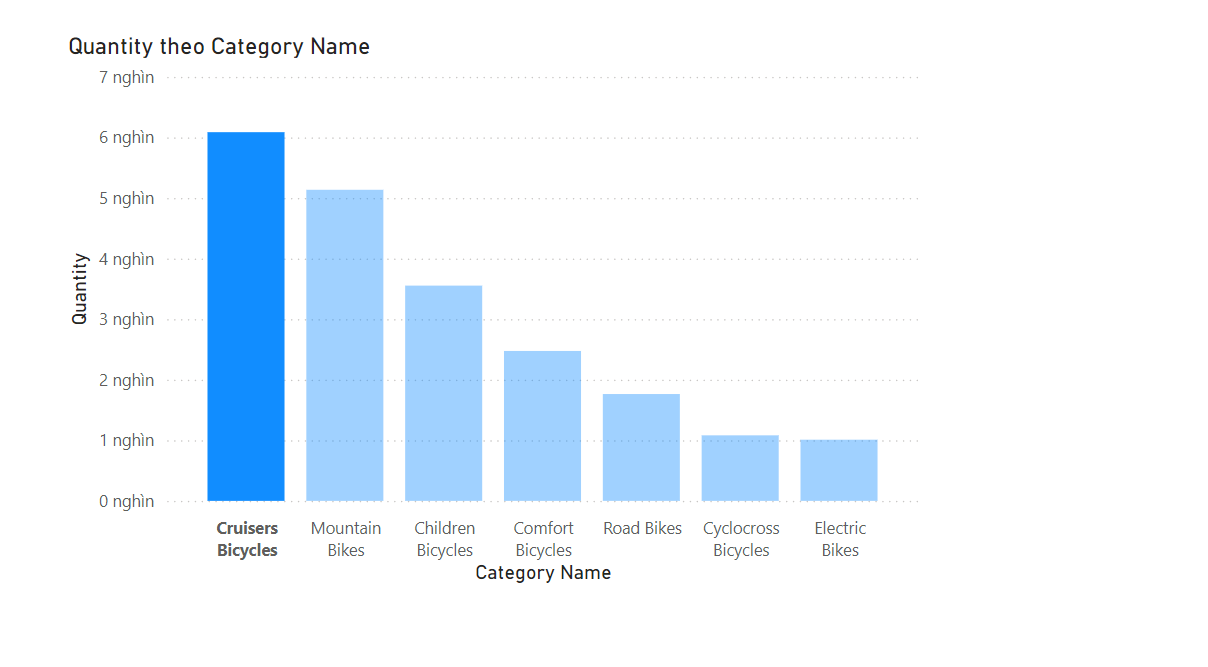 Quantity theo Category Name
7 nghìn
6 nghìn
5 nghìn
4 nghìn
3 nghìn
2 nghìn
1 nghìn
0 nghìn
Quantity
Cruisers
Bicycles
Mountain
Bikes
Children
Bicycles
Comfort
Bicycles
Road Bikes
Cyclocross
Bicycles
Electric
Bikes
Category Name